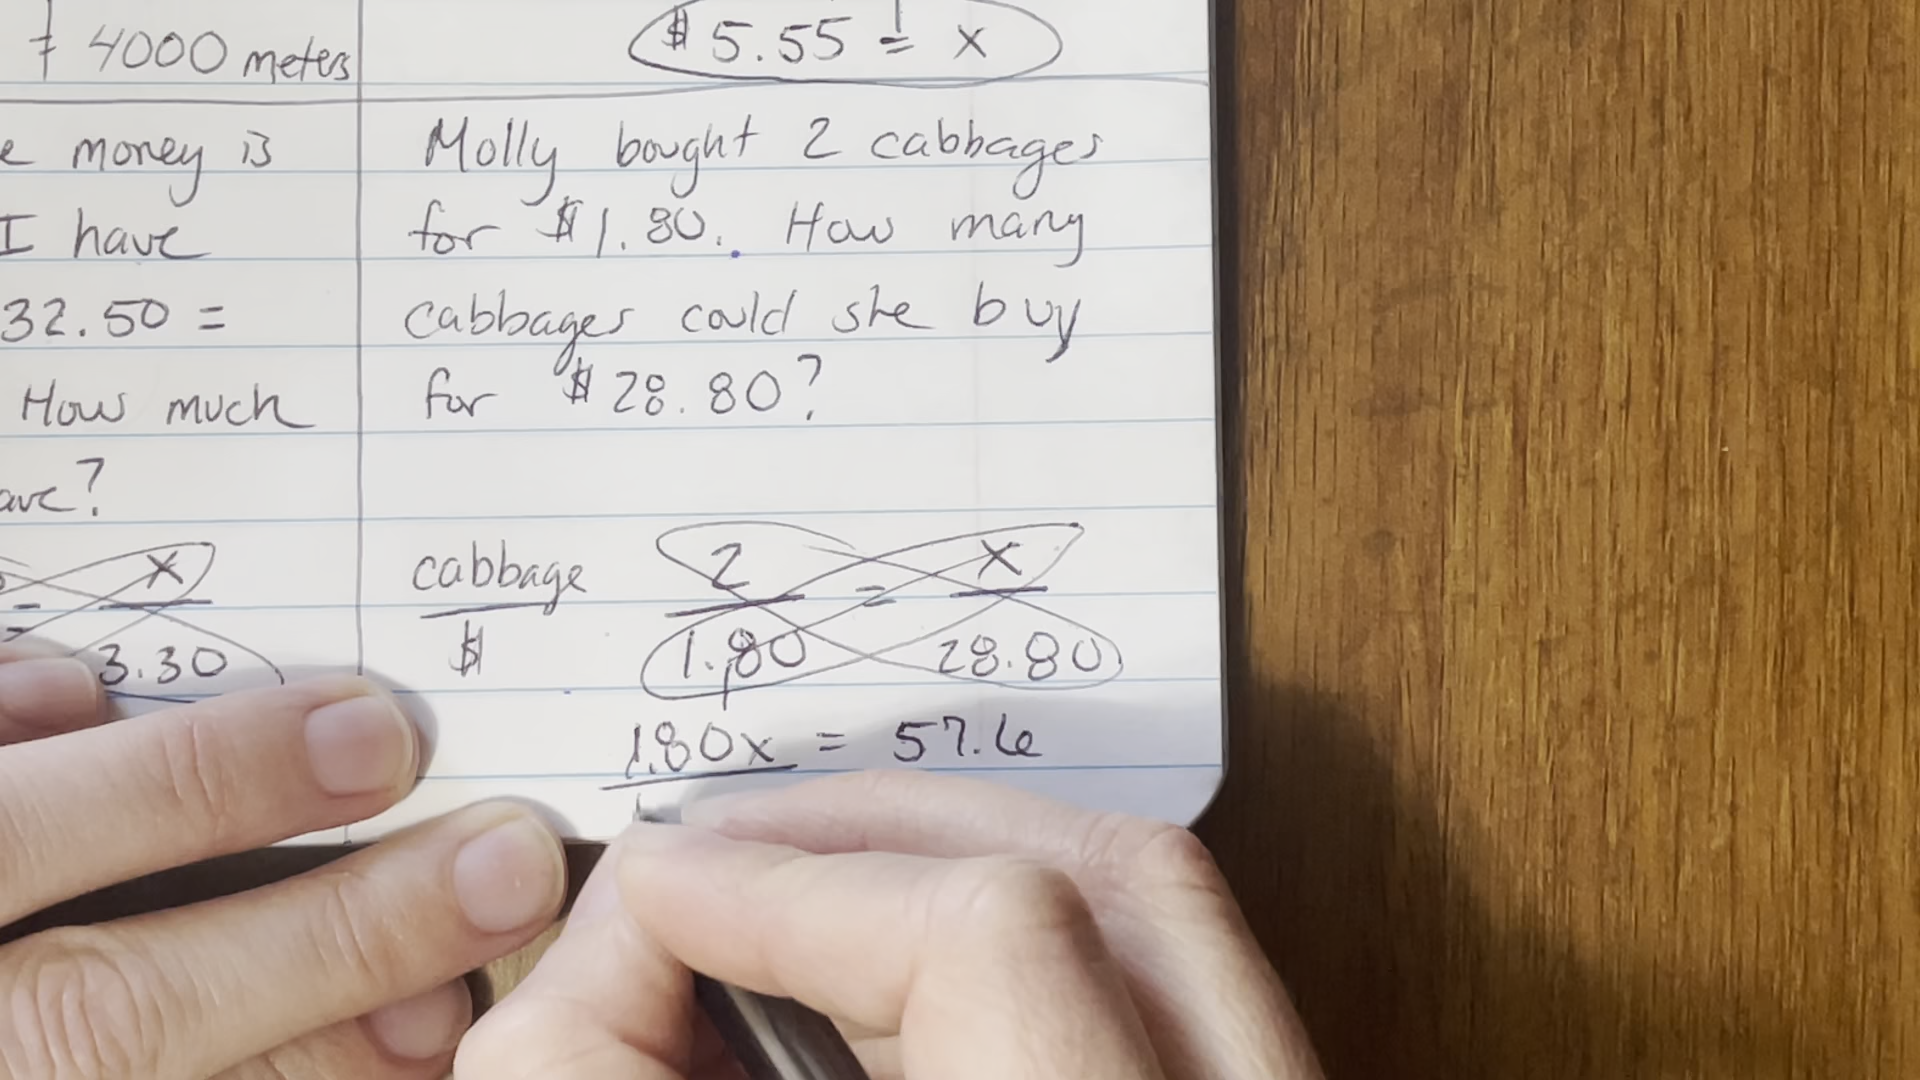 = 4000 meters
$5.55 = x
e money is
I have
32.50 =
How much
ave?
x
3.30
Molly bought 2 cabbages
for $1.80. How many
cabbages could she buy
for $28.80?
cabbage 2 = x
$ 1.80 28.80
1.80x = 57.6